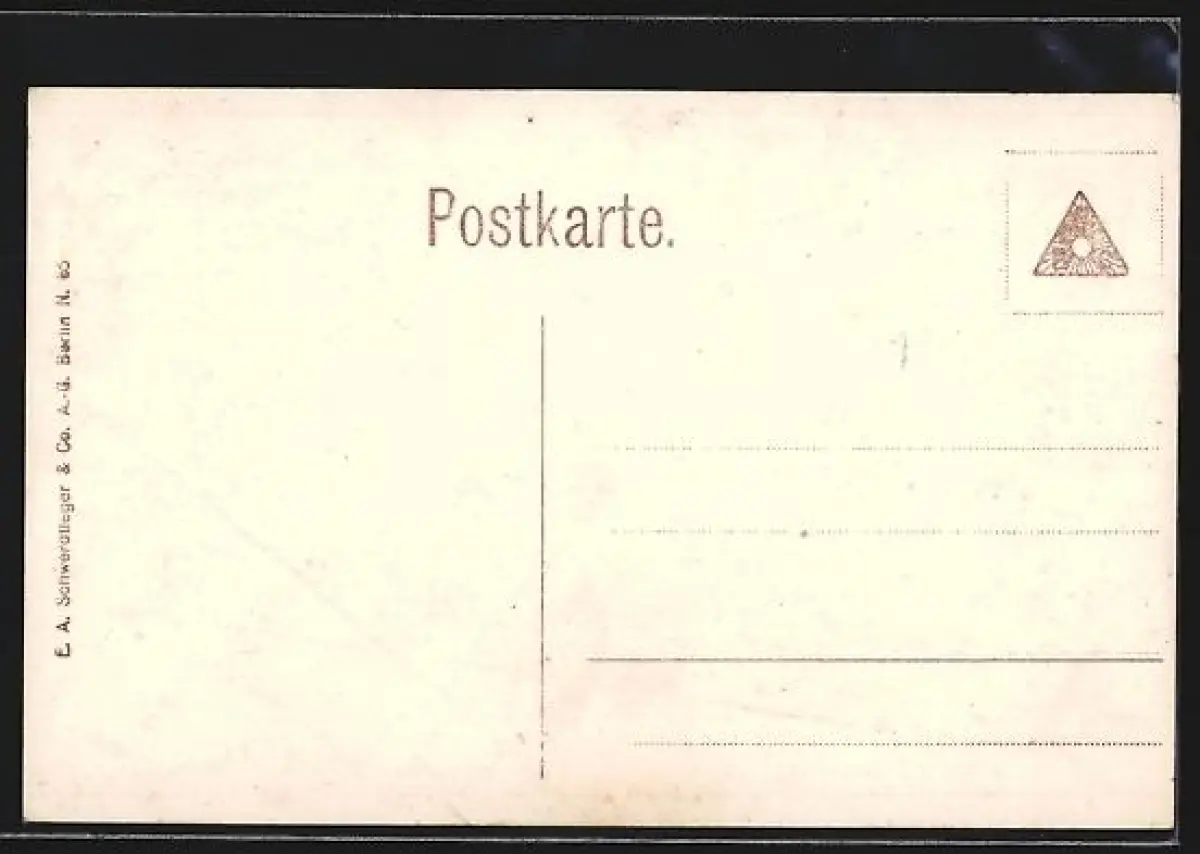 Postkarte.
E. A. Schwerdtfeger & Co. A.-G. Berlin N. 65